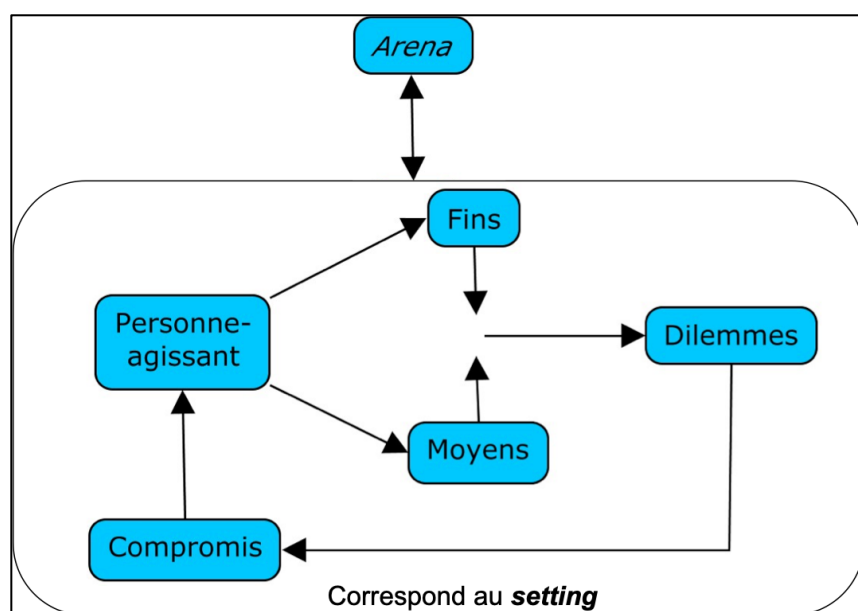 Arena
Fins
Personne-
agissant
Dilemmes
Moyens
Compromis
Correspond au setting